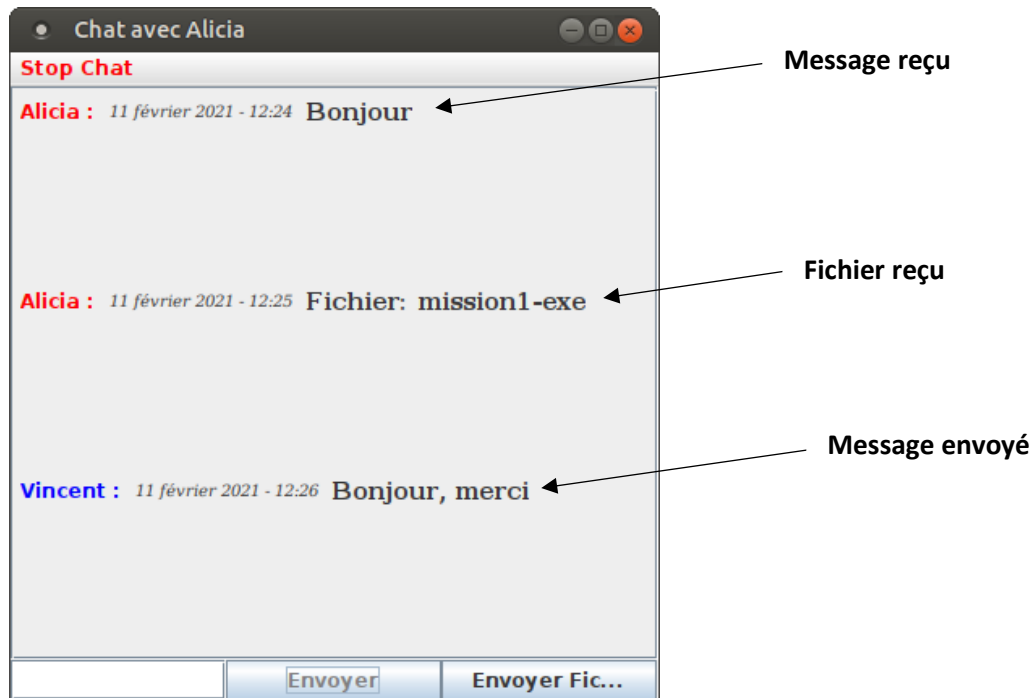 Chat avec Alicia
Stop Chat
Message reçu
Alicia : 11 février 2021 - 12:24 Bonjour
Fichier reçu
Alicia : 11 février 2021 - 12:25 Fichier: mission1-exe
Message envoyé
Vincent : 11 février 2021 - 12:26 Bonjour, merci
Envoyer Envoyer Fic...